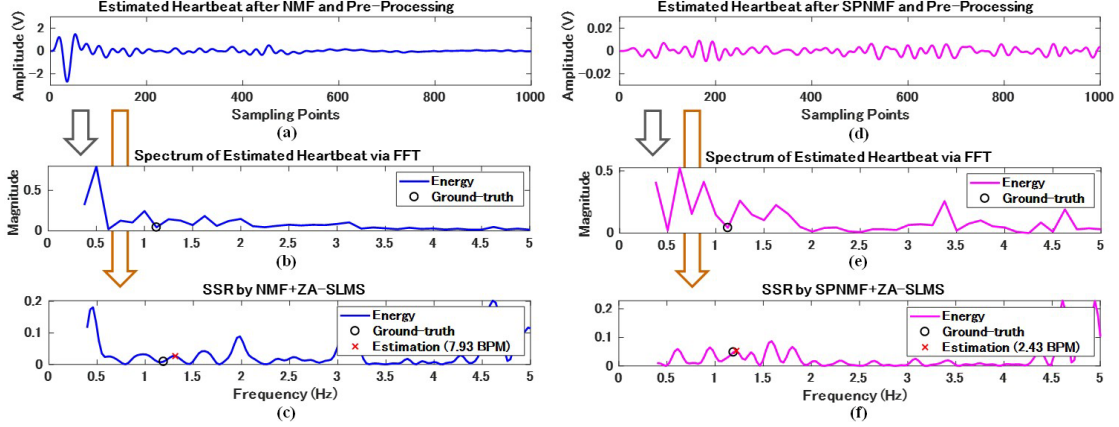 Estimated Heartbeat after NMF and Pre-Processing
Amplitude (V)
2
0
-2
0 200 400 600 800 1000
Sampling Points
(a)
Spectrum of Estimated Heartbeat via FFT
Magnitude
0.5
0
Energy
Ground-truth
0 0.5 1 1.5 2 2.5 3 3.5 4 4.5 5
(b)
SSR by NMF+ZA-SLMS
0.2
0.1
0
Energy
Ground-truth
Estimation (7.93 BPM)
0 0.5 1 1.5 2 2.5 3 3.5 4 4.5 5
Frequency (Hz)
(c)
Estimated Heartbeat after SPNMF and Pre-Processing
Amplitude (V)
0.02
0
-0.02
0 200 400 600 800 1000
Sampling Points
(d)
Spectrum of Estimated Heartbeat via FFT
Magnitude
0.5
0
Energy
Ground-truth
0 0.5 1 1.5 2 2.5 3 3.5 4 4.5 5
(e)
SSR by SPNMF+ZA-SLMS
0.2
0.1
0
Energy
Ground-truth
Estimation (2.43 BPM)
0 0.5 1 1.5 2 2.5 3 3.5 4 4.5 5
Frequency (Hz)
(f)